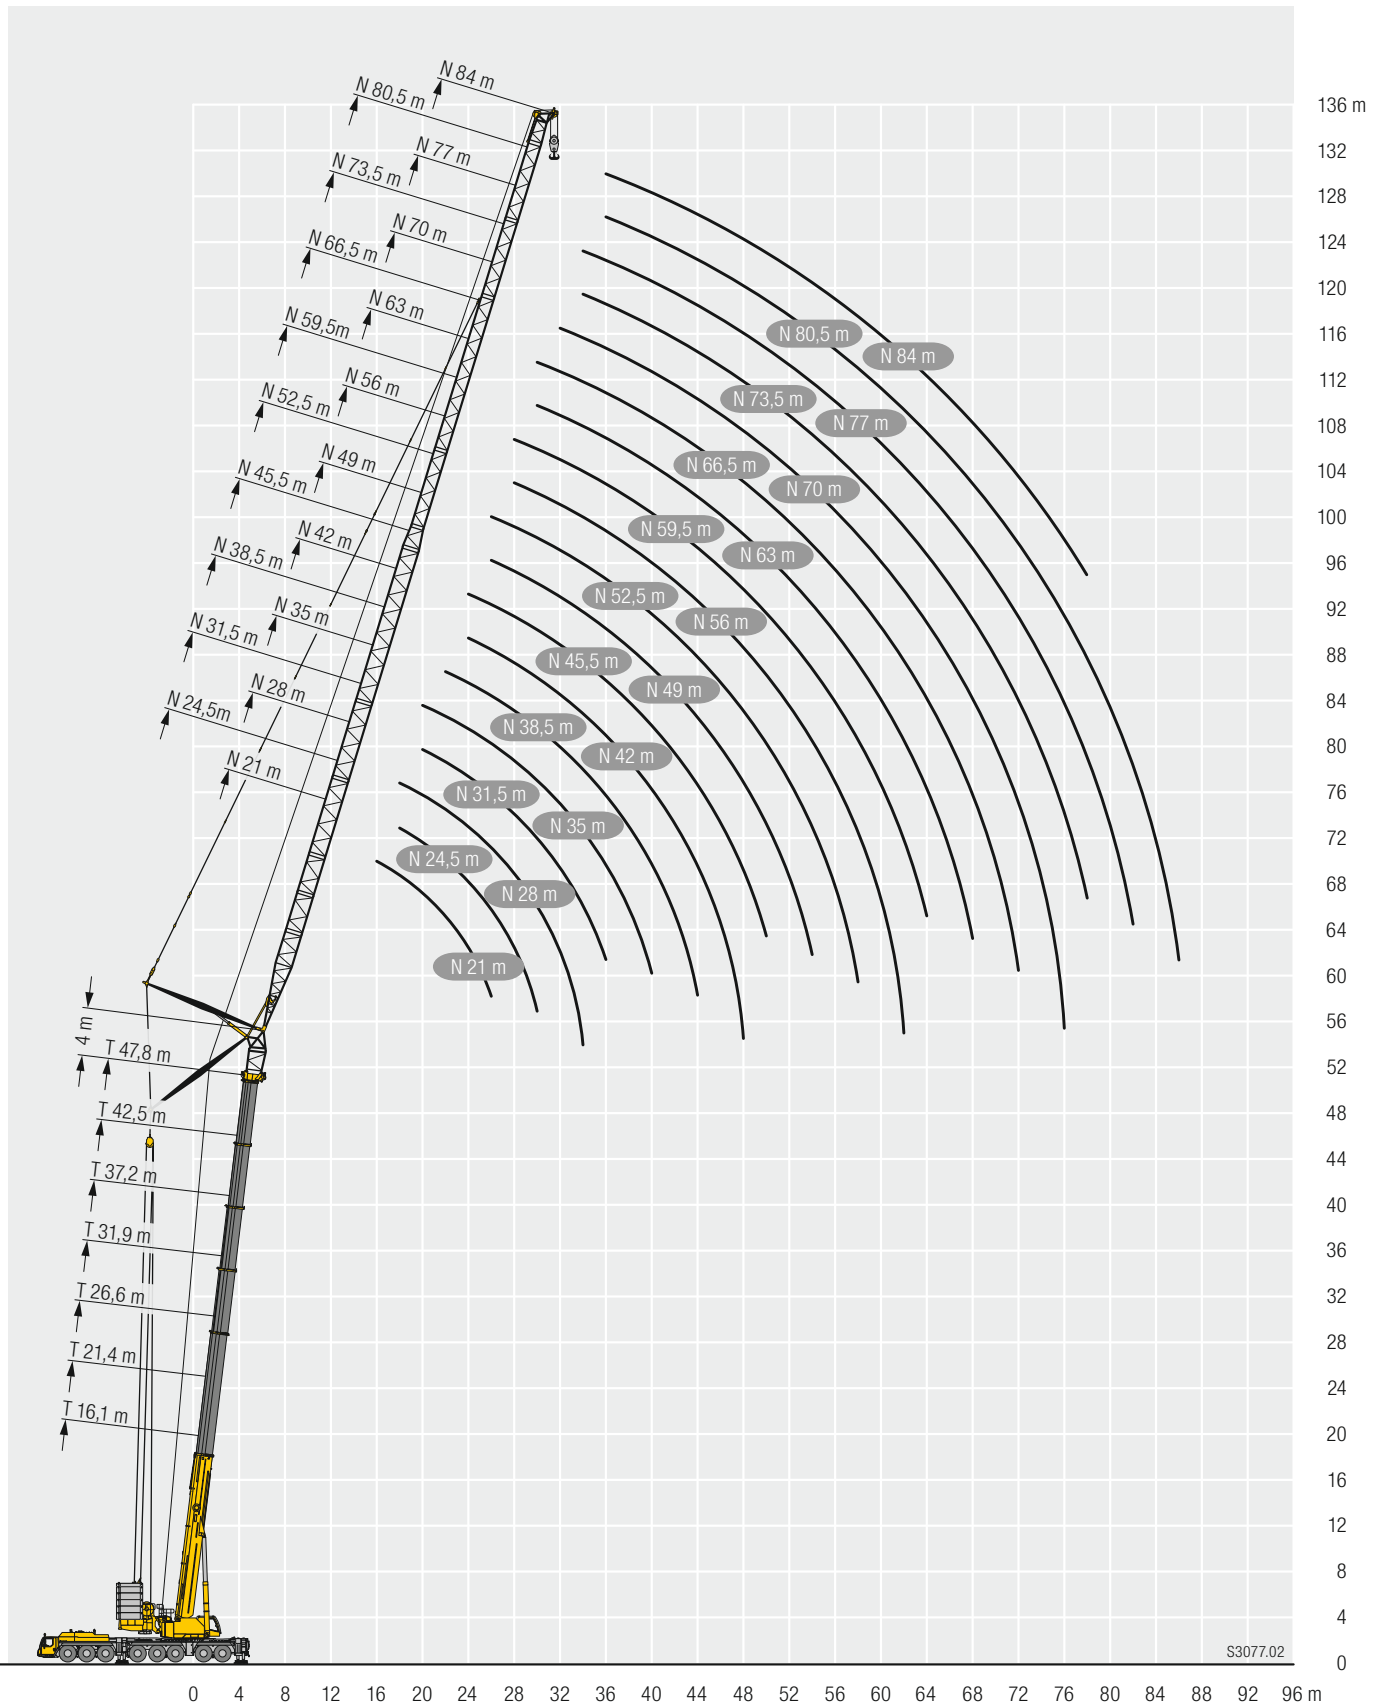 N 84 m
N 80,5 m
136 m
132
N 77 m
N 73,5 m
128
N 70 m
N 66,5 m
124
120
N 63 m
N 59,5m
N 80,5 m
116
N 84 m
N 56 m
112
N 52,5 m
N 73,5 m
N 77 m
108
N 49 m
N 45,5 m
N 66,5 m
104
N 70 m
100
N 42 m
N 38,5 m
N 59,5 m
N 63 m
96
N 35 m
N 31,5 m
N 52,5 m
92
N 56 m
88
N 28 m
N 24,5m
N 45,5 m
N 49 m
84
N 38,5 m
N 42 m
80
N 21 m
76
N 31,5 m
N 35 m
72
N 24,5 m
68
N 28 m
64
N 21 m
60
56
4 m
T 47,8 m
52
T 42,5 m
48
44
T 37,2 m
40
T 31,9 m
36
T 26,6 m
32
28
T 21,4 m
24
T 16,1 m
20
16
12
8
4
S3077.02
0
0 4 8 12 16 20 24 28 32 36 40 44 48 52 56 60 64 68 72 76 80 84 88 92 96 m